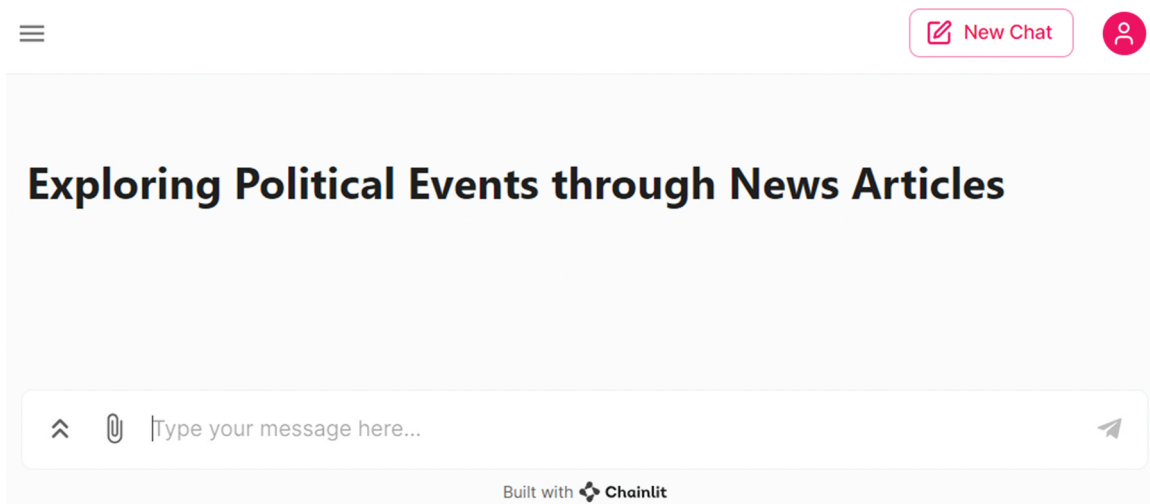 New Chat
Exploring Political Events through News Articles
Type your message here...
Built with Chainlit